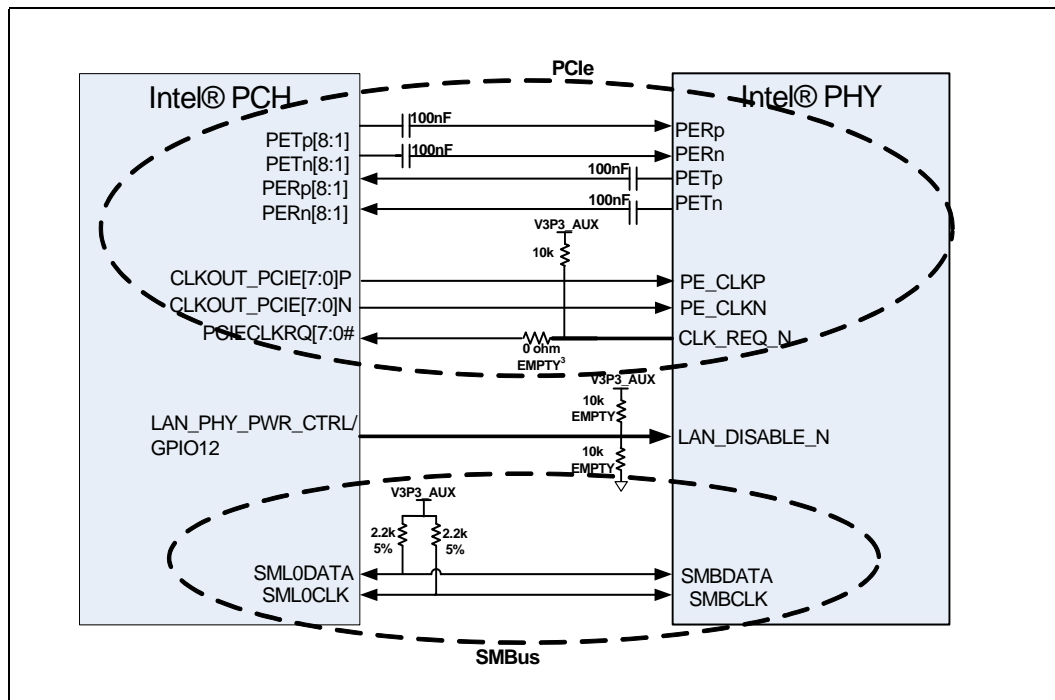 PCIe
Intel® PCH
Intel® PHY
100nF
PETp[8:1]
PERp
100nF
PETn[8:1]
PERn
100nF
PERp[8:1]
PETp
100nF
PERn[8:1]
PETn
V3P3_AUX
10k
CLKOUT_PCIE[7:0]P
PE_CLKP
CLKOUT_PCIE[7:0]N
PE_CLKN
PCIECLKRQ[7:0#
CLK_REQ_N
0 ohm
EMPTY³
V3P3_AUX
10k
EMPTY
LAN_PHY_PWR_CTRL/
GPIO12
LAN_DISABLE_N
10k
EMPTY
V3P3_AUX
2.2k
5%
2.2k
5%
SML0DATA
SMBDATA
SML0CLK
SMBCLK
SMBus